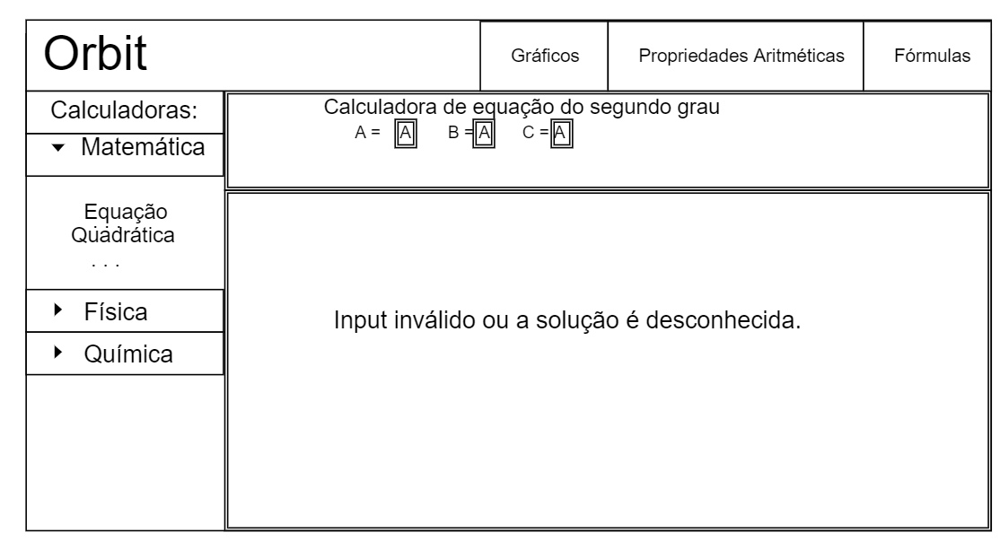 Orbit
Gráficos
Propriedades Aritméticas
Fórmulas
Calculadoras:
Matemática
Equação
Quadrática
. . .
Física
Química
Calculadora de equação do segundo grau
A = A B = A C = A
Input inválido ou a solução é desconhecida.